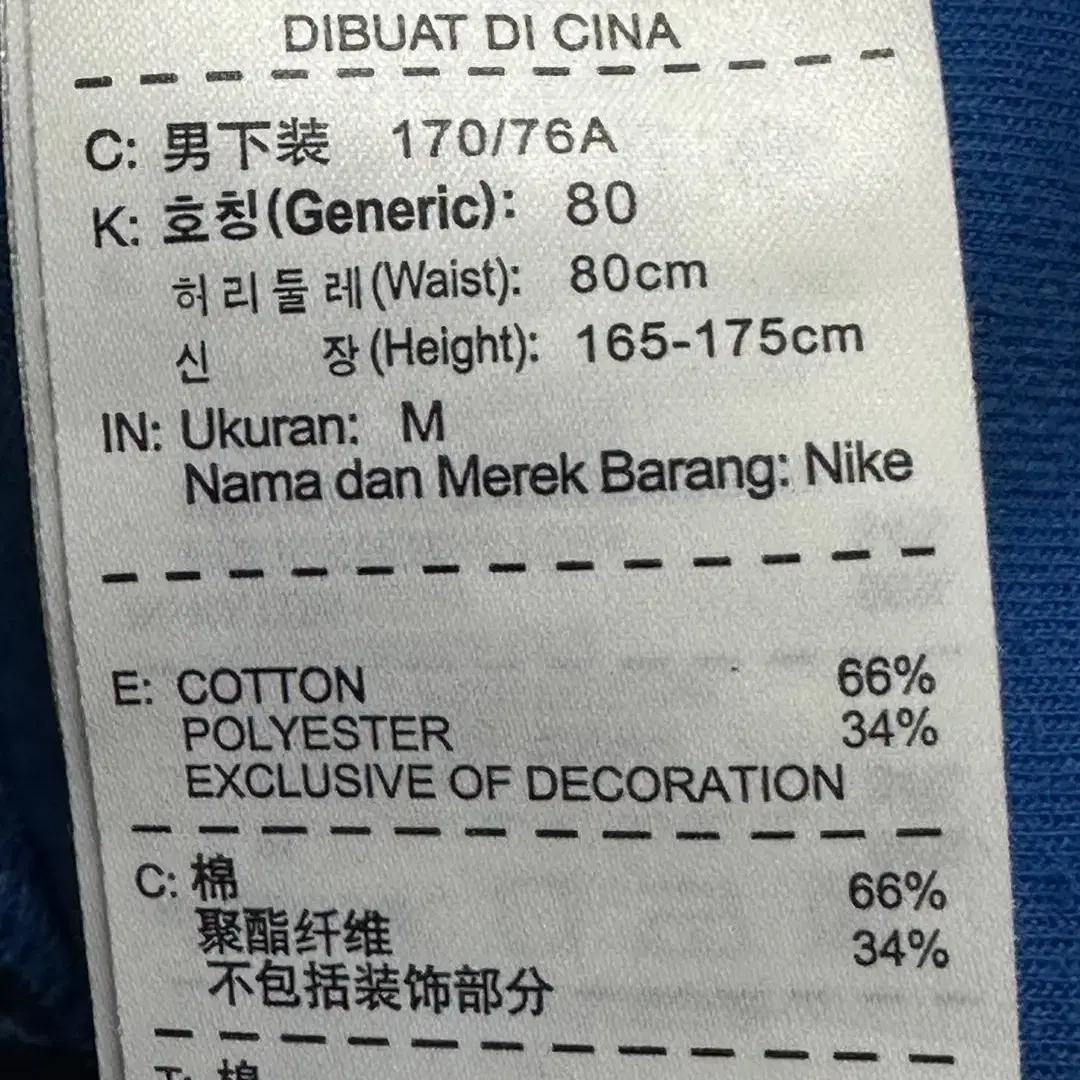 DIBUAT DI CINA
C: 男下装 170/76A
K: 호칭(Generic): 80
허리둘레(Waist): 80cm
신 장(Height): 165-175cm
IN: Ukuran: M
Nama dan Merek Barang: Nike
E: COTTON 66%
POLYESTER 34%
EXCLUSIVE OF DECORATION
C: 棉 66%
聚酯纤维 34%
不包括装饰部分
T: 棉